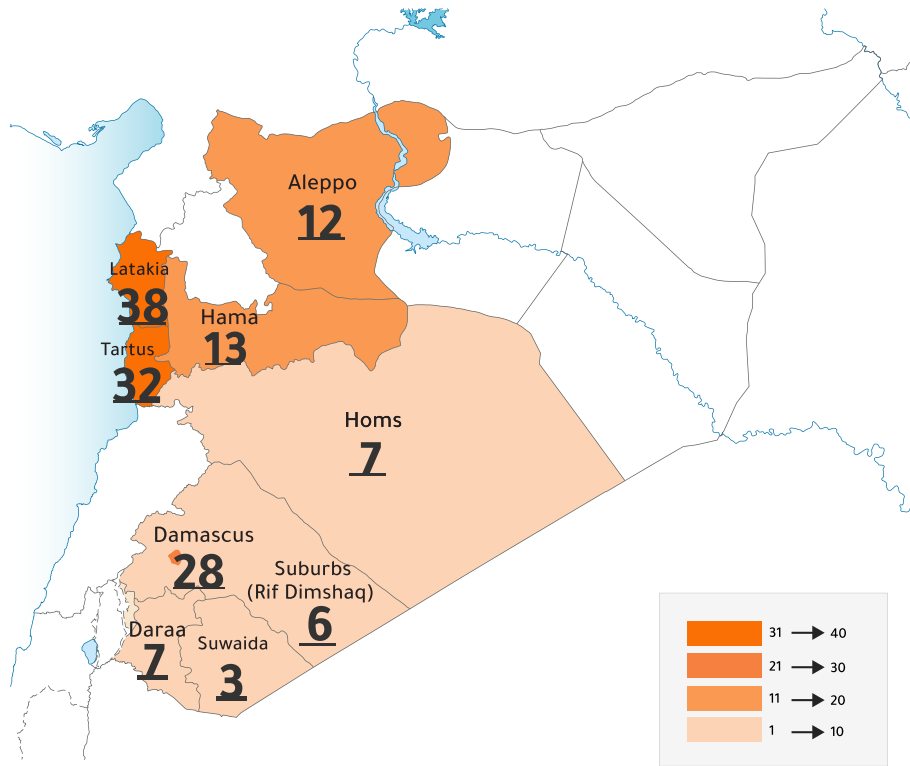 Aleppo
12
Latakia
38
Hama
13
Tartus
32
Homs
7
Damascus
28
Suburbs
(Rif Dimshaq)
6
Daraa
7
Suwaida
3
31 → 40
21 → 30
11 → 20
1 → 10